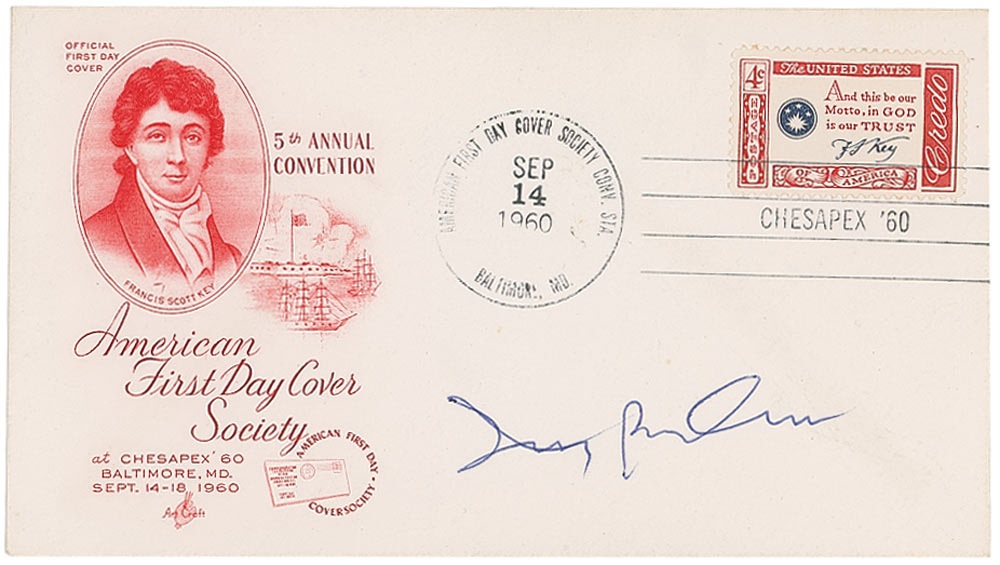 OFFICIAL
FIRST DAY
COVER
5th ANNUAL
CONVENTION
FRANCIS SCOTT KEY
American
First Day Cover
Society
at CHESAPEX '60
BALTIMORE, MD.
SEPT. 14-18 1960
Art Craft
AMERICAN FIRST DAY • COVER SOCIETY •
AMERICAN FIRST DAY COVER SOCIETY CONV. STA.
SEP
14
1960
BALTIMORE, MD.
4¢
The UNITED STATES
And this be our
Motto, in GOD
is our TRUST
F S Key
Credo
OF AMERICA
CHESAPEX '60